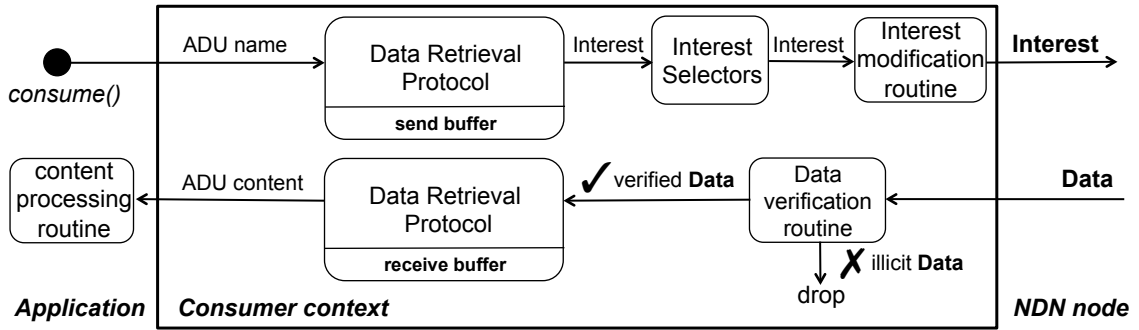 ADU name
Data Retrieval
Protocol
send buffer
Interest
Interest
Selectors
Interest
Interest
modification
routine
Interest
consume()
content
processing
routine
ADU content
Data Retrieval
Protocol
receive buffer
verified Data
Data
verification
routine
Data
illicit Data
drop
Application
Consumer context
NDN node